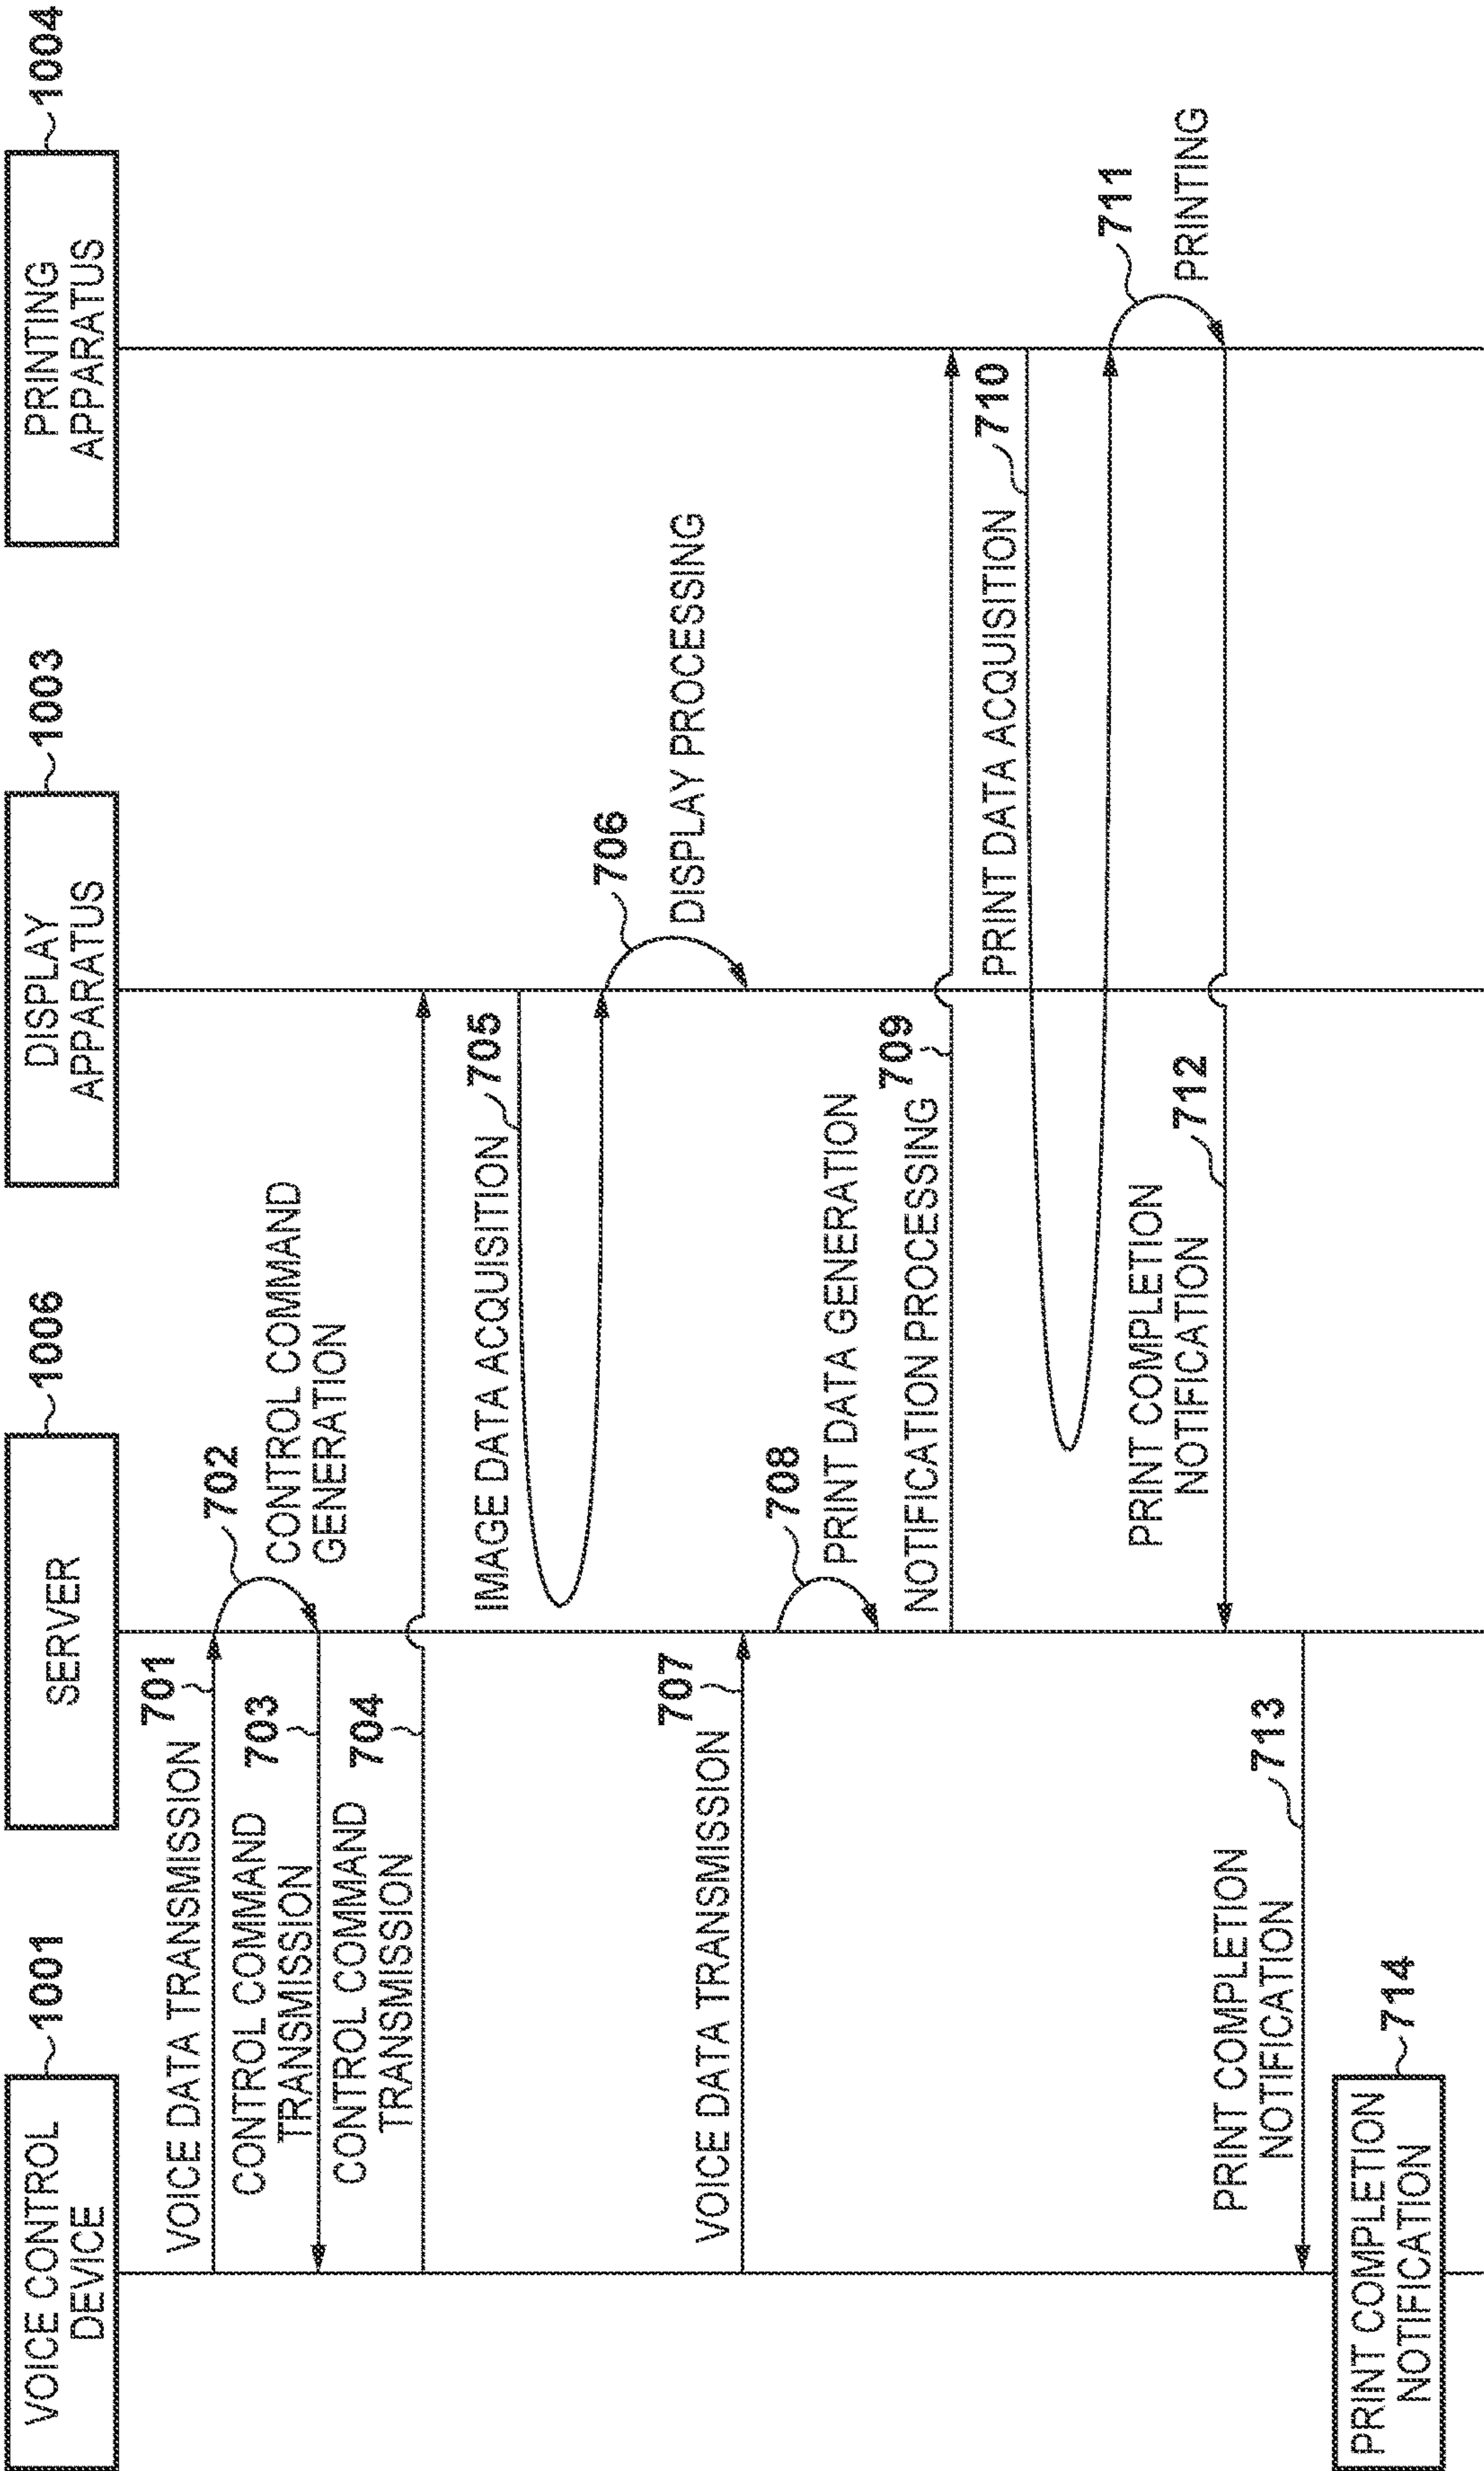 VOICE CONTROL
DEVICE
1001
SERVER
1006
DISPLAY
APPARATUS
1003
PRINTING
APPARATUS
1004
VOICE DATA TRANSMISSION
701
702
CONTROL COMMAND
GENERATION
CONTROL COMMAND
TRANSMISSION
703
CONTROL COMMAND
TRANSMISSION
704
IMAGE DATA ACQUISITION
705
706
DISPLAY PROCESSING
VOICE DATA TRANSMISSION
707
708
PRINT DATA GENERATION
NOTIFICATION PROCESSING
709
PRINT DATA ACQUISITION
710
711
PRINTING
PRINT COMPLETION
NOTIFICATION
712
PRINT COMPLETION
NOTIFICATION
713
PRINT COMPLETION
NOTIFICATION
714